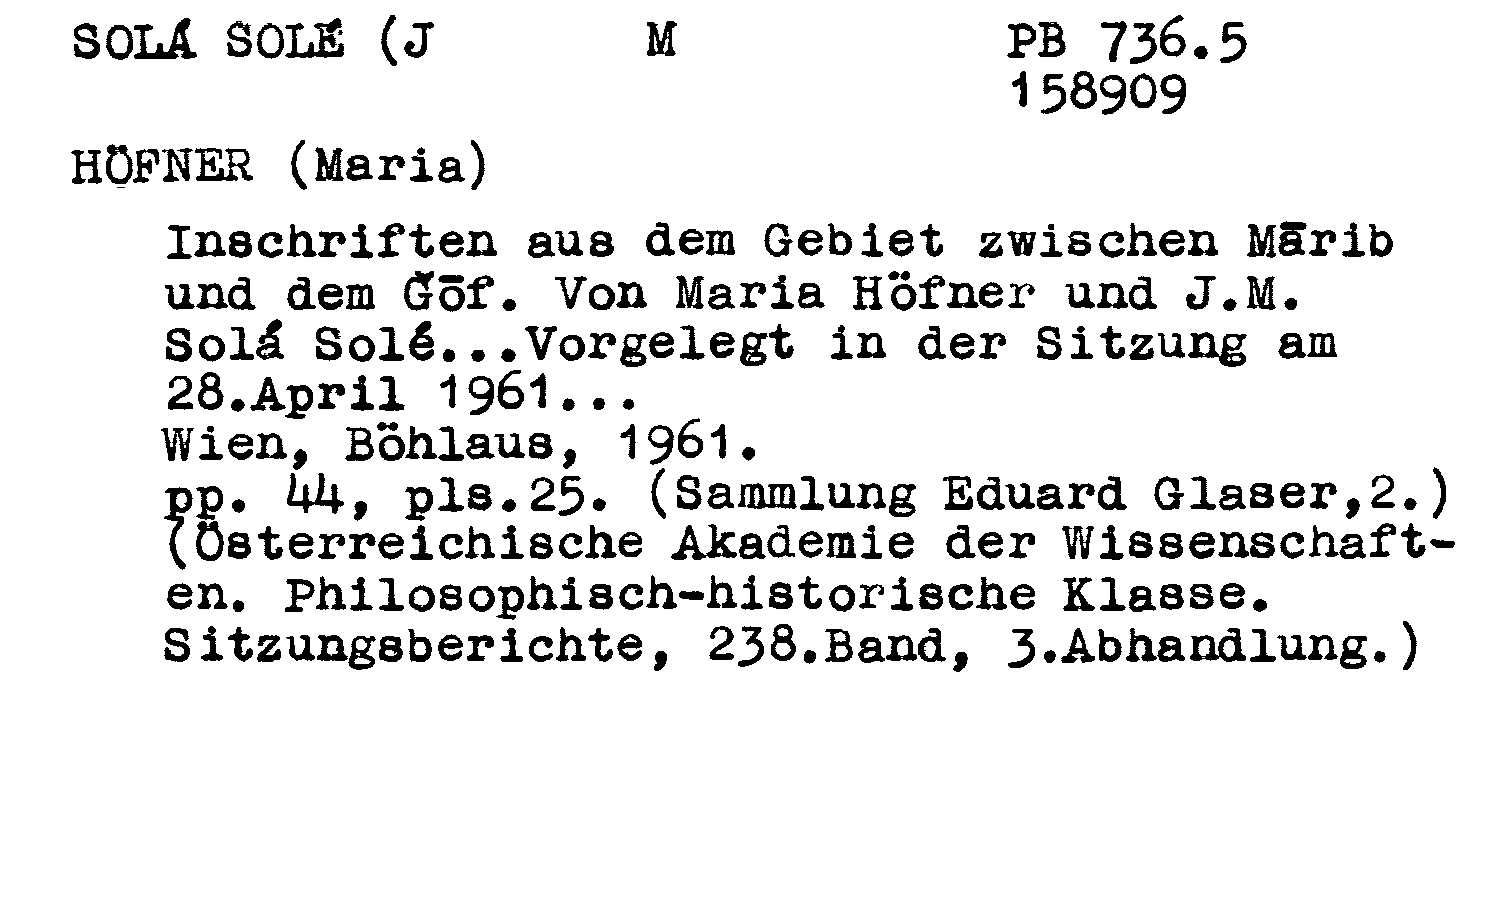 SOLÁ SOLÉ (J M PB 736.5
158909
HÖFNER (Maria)
Inschriften aus dem Gebiet zwischen Mārib
und dem Ǧōf. Von Maria Höfner und J.M.
Solá Solé...Vorgelegt in der Sitzung am
28.April 1961...
Wien, Böhlaus, 1961.
pp. 44, pls.25. (Sammlung Eduard Glaser,2.)
(Österreichische Akademie der Wissenschaft-
en. Philosophisch-historische Klasse.
Sitzungsberichte, 238.Band, 3.Abhandlung.)